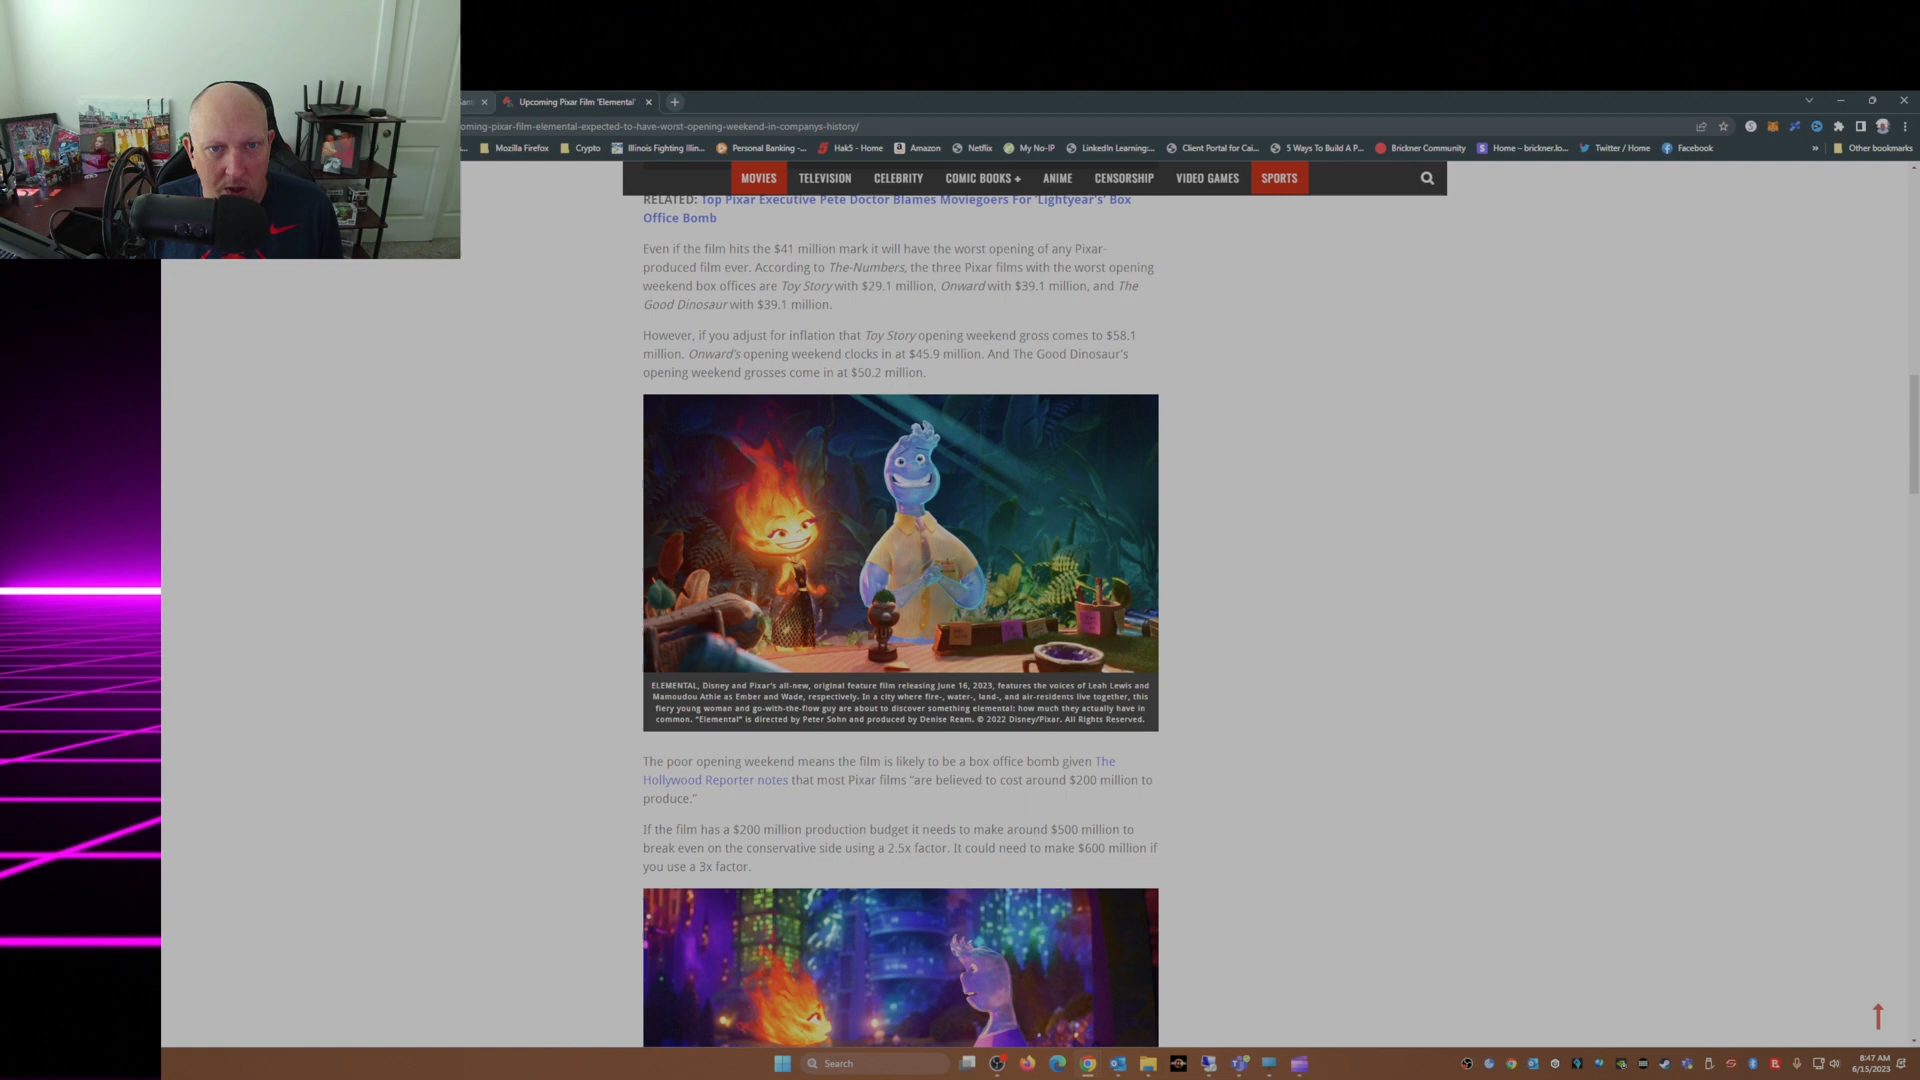 Upcoming Pixar Film 'Elemental'
oming-pixar-film-elemental-expected-to-have-worst-opening-weekend-in-companys-history/
Mozilla Firefox Crypto Illinois Fighting Illin... Personal Banking -... Hak5 - Home Amazon Netflix My No-IP LinkedIn Learning:... Client Portal for Cai... 5 Ways To Build A P... Brickner Community Home – brickner.lo... Twitter / Home Facebook » Other bookmarks
MOVIES TELEVISION CELEBRITY COMIC BOOKS + ANIME CENSORSHIP VIDEO GAMES SPORTS
RELATED: Top Pixar Executive Pete Doctor Blames Moviegoers For 'Lightyear's' Box
Office Bomb
Even if the film hits the $41 million mark it will have the worst opening of any Pixar-
produced film ever. According to The-Numbers, the three Pixar films with the worst opening
weekend box offices are Toy Story with $29.1 million, Onward with $39.1 million, and The
Good Dinosaur with $39.1 million.
However, if you adjust for inflation that Toy Story opening weekend gross comes to $58.1
million. Onward's opening weekend clocks in at $45.9 million. And The Good Dinosaur's
opening weekend grosses come in at $50.2 million.
ELEMENTAL, Disney and Pixar's all-new, original feature film releasing June 16, 2023, features the voices of Leah Lewis and
Mamoudou Athie as Ember and Wade, respectively. In a city where fire-, water-, land-, and air-residents live together, this
fiery young woman and go-with-the-flow guy are about to discover something elemental: how much they actually have in
common. "Elemental" is directed by Peter Sohn and produced by Denise Ream. © 2022 Disney/Pixar. All Rights Reserved.
The poor opening weekend means the film is likely to be a box office bomb given The
Hollywood Reporter notes that most Pixar films "are believed to cost around $200 million to
produce."
If the film has a $200 million production budget it needs to make around $500 million to
break even on the conservative side using a 2.5x factor. It could need to make $600 million if
you use a 3x factor.
Search
8:47 AM
6/15/2023